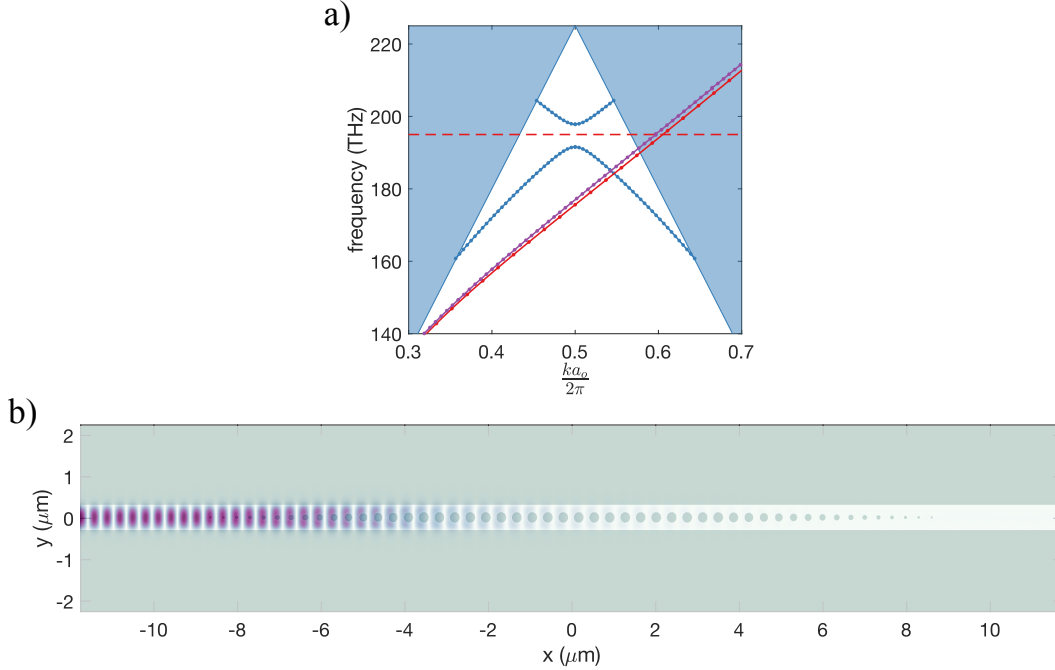 a)
220
200
180
160
140
frequency (THz)
0.3 0.4 0.5 0.6 0.7
ka_o
2π
b)
2
1
0
-1
-2
y (μm)
-10 -8 -6 -4 -2 0 2 4 6 8 10
x (μm)